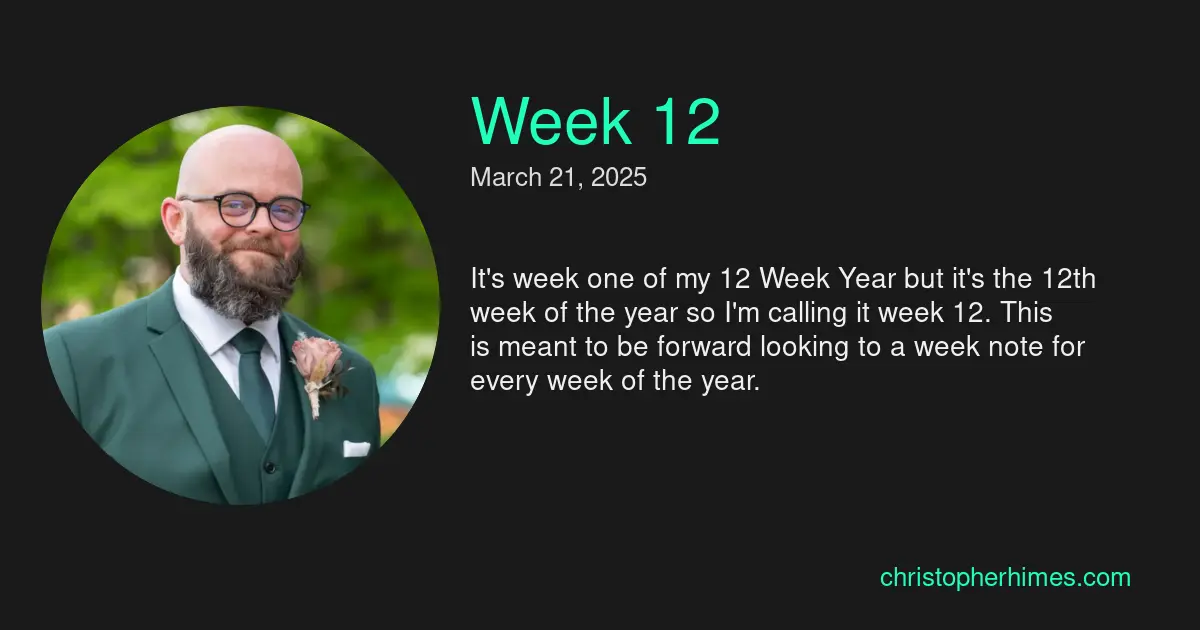 Week 12
March 21, 2025
It's week one of my 12 Week Year but it's the 12th
week of the year so I'm calling it week 12. This
is meant to be forward looking to a week note for
every week of the year.
christopherhimes.com